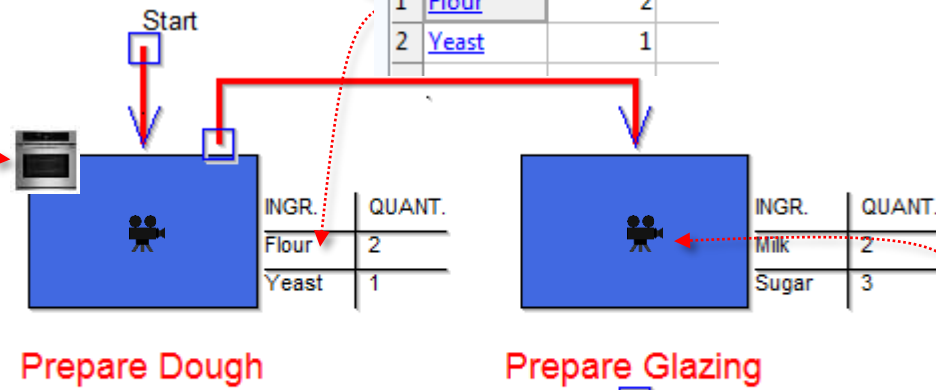 1 Flour 2
2 Yeast 1
Start
INGR. QUANT.
Flour 2
Yeast 1
INGR. QUANT.
Milk 2
Sugar 3
Prepare Dough
Prepare Glazing